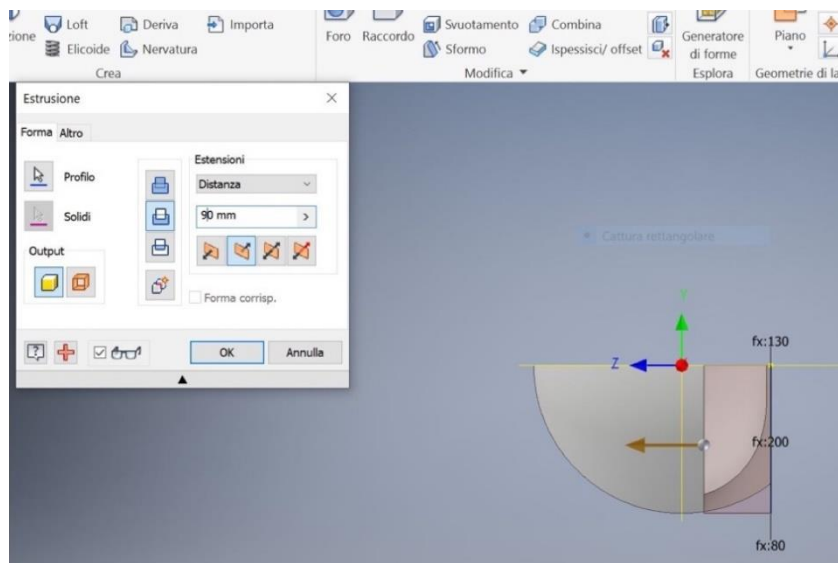 zione Loft Deriva Importa Foro Raccordo Svuotamento Combina Generatore di forme Piano
Elicoide Nervatura Sformo Ispessisci/ offset
Crea Modifica Esplora Geometrie di la
Estrusione
Forma Altro
Profilo
Solidi
Output
Estensioni
Distanza
90 mm
Forma corrisp.
OK Annulla
Cattura rettangolare
Y
Z
fx:130
fx:200
fx:80